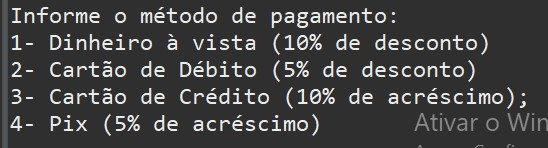 Informe o método de pagamento:
1- Dinheiro à vista (10% de desconto)
2- Cartão de Débito (5% de desconto)
3- Cartão de Crédito (10% de acréscimo);
4- Pix (5% de acréscimo)
Ativar o Win